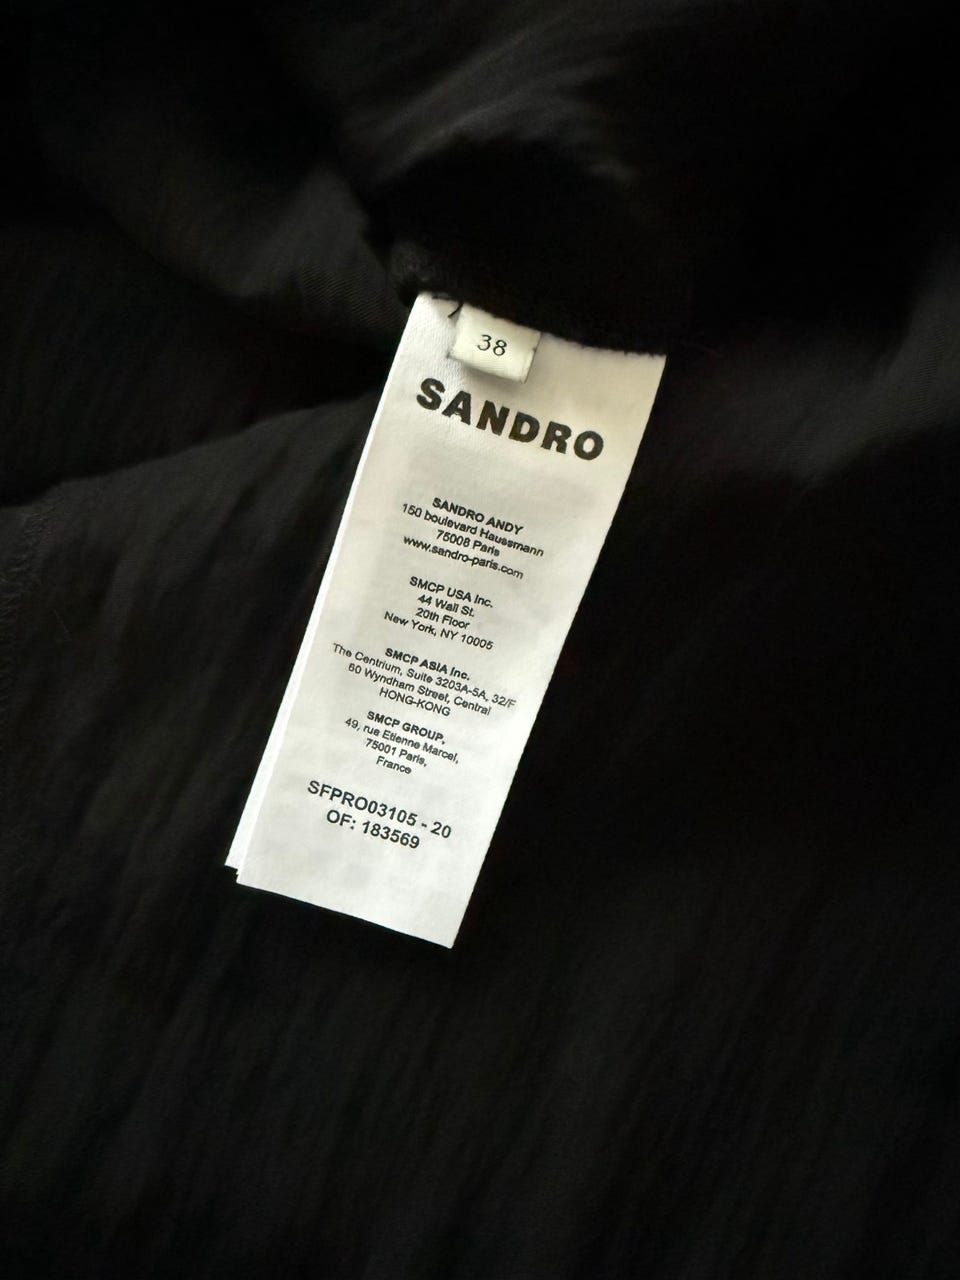 38
SANDRO
SANDRO ANDY
150 boulevard Haussmann
75008 Paris
www.sandro-paris.com
SMCP USA Inc.
44 Wall St.
20th Floor
New York, NY 10005
SMCP ASIA Inc.
The Centrium, Suite 3203A-5A, 32/F
60 Wyndham Street, Central
HONG-KONG
SMCP GROUP,
49, rue Etienne Marcel,
75001 Paris,
France
SFPRO03105 - 20
OF: 183569